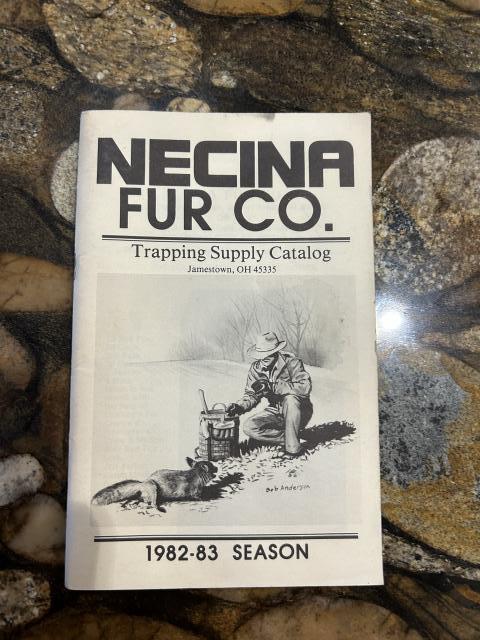 NECINA
FUR CO.
Trapping Supply Catalog
Jamestown, OH 45335
Bob Anderson
1982-83 SEASON